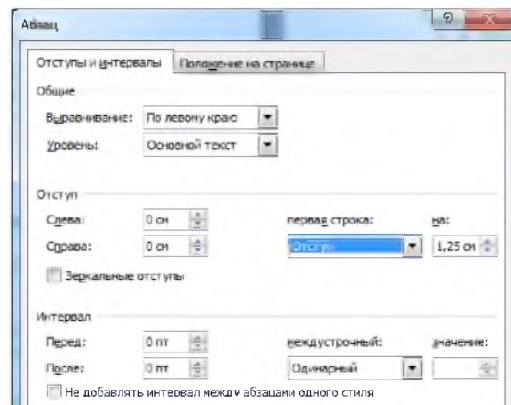 Абзац
Отступы и интервалы Положение на странице
Общие
Выравнивание: По левому краю
Уровень: Основной текст
Отступ
Слева: 0 см первая строка: на:
Справа: 0 см Отступ 1,25 см
Зеркальные отступы
Интервал
Перед: 0 пт междустрочный: значение:
После: 0 пт Одинарный
Не добавлять интервал между абзацами одного стиля